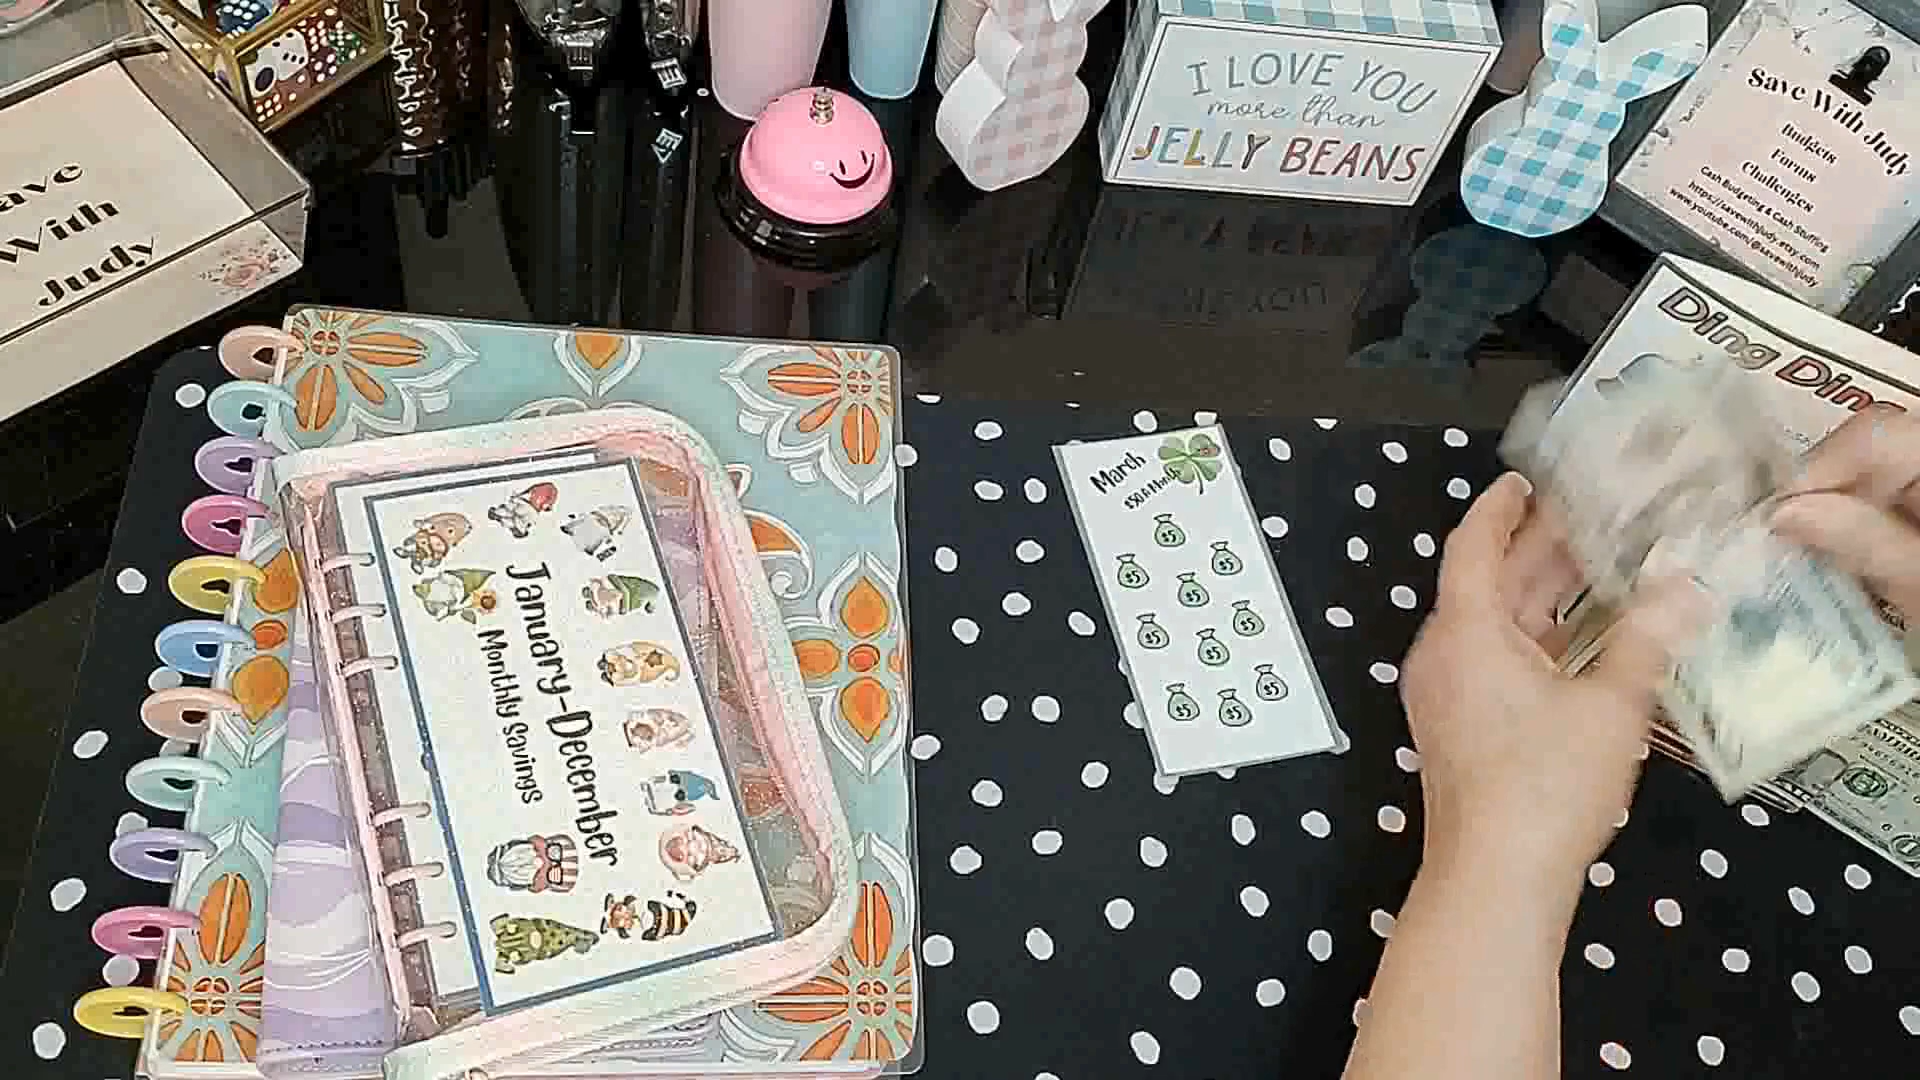 ave
With
Judy
I LOVE YOU
more than
JELLY BEANS
Save With Judy
Budgets
Forms
Challenges
Cash Budgeting & Cash Stuffing
https://savewithjudy.etsy.com
www.youtube.com/@savewithjudy
Ding Ding
March
$50 a Month
$5
$5
$5
$5
$5
$5
$5
$5
$5
$5
January-December
Monthly Savings